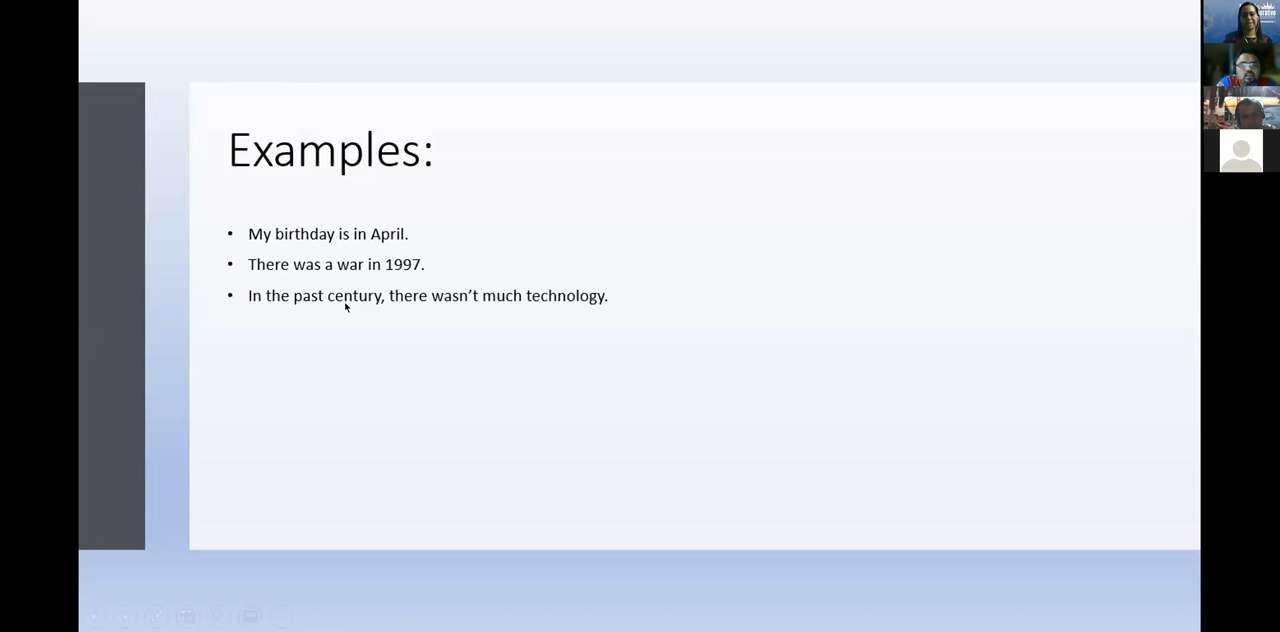 Examples:
• My birthday is in April.
• There was a war in 1997.
• In the past century, there wasn’t much technology.